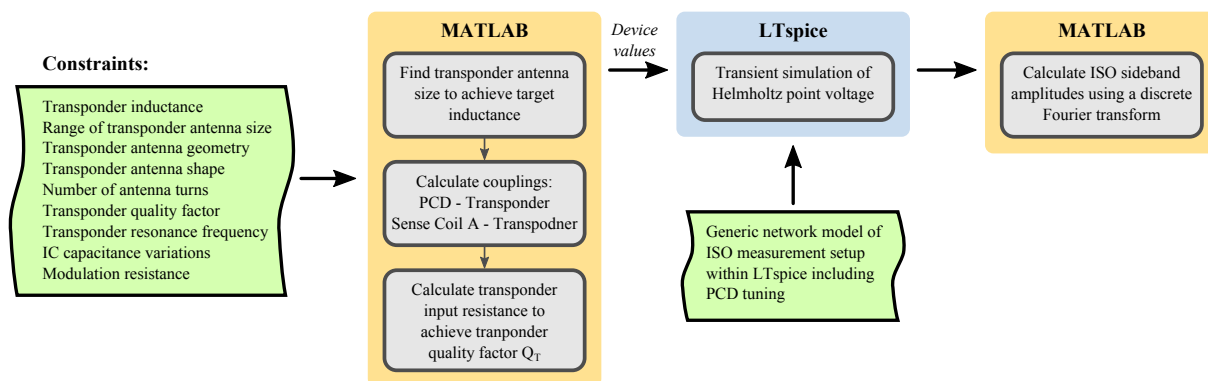 Constraints:
Transponder inductance
Range of transponder antenna size
Transponder antenna geometry
Transponder antenna shape
Number of antenna turns
Transponder quality factor
Transponder resonance frequency
IC capacitance variations
Modulation resistance
MATLAB
Find transponder antenna
size to achieve target
inductance
Calculate couplings:
PCD - Transponder
Sense Coil A - Transpodner
Calculate transponder
input resistance to
achieve tranponder
quality factor Q_T
Device
values
LTspice
Transient simulation of
Helmholtz point voltage
Generic network model of
ISO measurement setup
within LTspice including
PCD tuning
MATLAB
Calculate ISO sideband
amplitudes using a discrete
Fourier transform